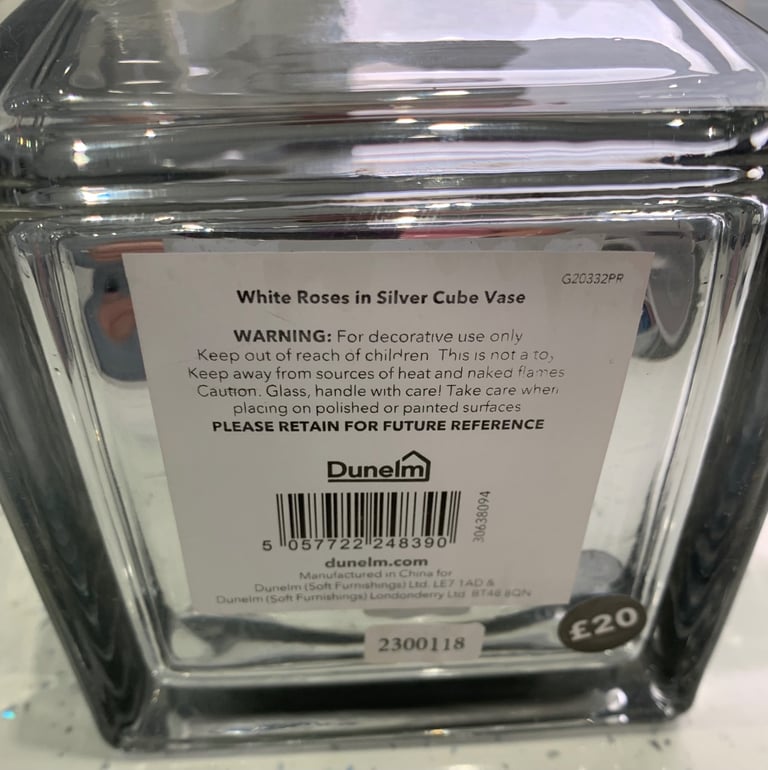 G20332PR
White Roses in Silver Cube Vase
WARNING: For decorative use only
Keep out of reach of children This is not a to
Keep away from sources of heat and naked flames
Caution. Glass, handle with care! Take care when
placing on polished or painted surfaces
PLEASE RETAIN FOR FUTURE REFERENCE
Dunelm
30638094
5 057722 248390
dunelm.com
Manufactured in China for
Dunelm (Soft Furnishings) Ltd. LE7 1AD &
Dunelm (Soft Furnishings) Londonderry Ltd BT48 8QN
£20
2300118